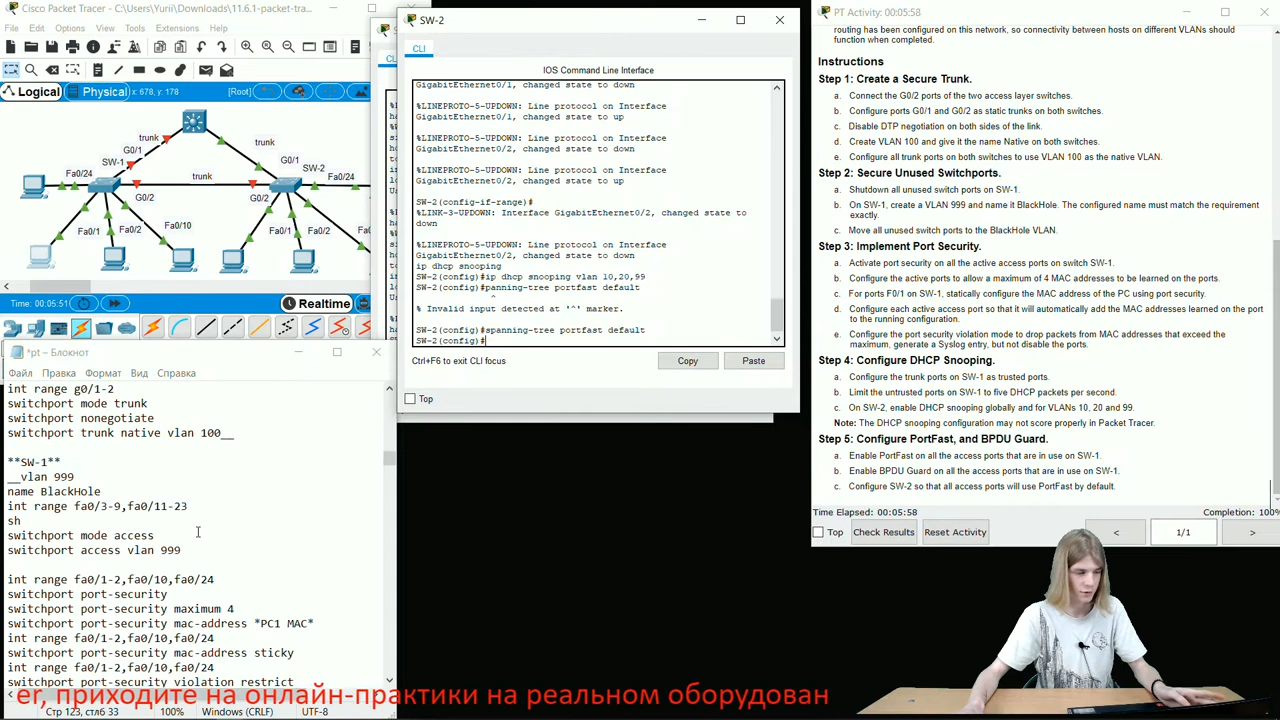 Cisco Packet Tracer - C:\Users\Yurii\Downloads\11.6.1-packet-trac
File Edit Options View Tools Extensions
Logical
Physical
x: 678, y: 178
[Root]
trunk
trunk
G0/1
G0/1
SW-1
SW-2
Fa0/24
trunk
Fa0/24
G0/2
G0/2
Fa0/1
Fa0/2
Fa0/10
Fa0/1
Fa0/2
Time: 00:05:51
Realtime
*pt – Блокнот
Файл Правка Формат Вид Справка
int range g0/1-2
switchport mode trunk
switchport nonegotiate
switchport trunk native vlan 100__
**SW-1**
__vlan 999
name BlackHole
int range fa0/3-9,fa0/11-23
sh
switchport mode access
switchport access vlan 999
int range fa0/1-2,fa0/10,fa0/24
switchport port-security
switchport port-security maximum 4
switchport port-security mac-address *PC1 MAC*
int range fa0/1-2,fa0/10,fa0/24
switchport port-security mac-address sticky
int range fa0/1-2,fa0/10,fa0/24
switchport port-security violation restrict
Стр 123, стлб 33
100%
Windows (CRLF)
UTF-8
SW-2
CLI
IOS Command Line Interface
GigabitEthernet0/1, changed state to down
%LINEPROTO-5-UPDOWN: Line protocol on Interface
GigabitEthernet0/1, changed state to up
%LINEPROTO-5-UPDOWN: Line protocol on Interface
GigabitEthernet0/2, changed state to down
%LINEPROTO-5-UPDOWN: Line protocol on Interface
GigabitEthernet0/2, changed state to up
SW-2(config-if-range)#
%LINK-3-UPDOWN: Interface GigabitEthernet0/2, changed state to
down
%LINEPROTO-5-UPDOWN: Line protocol on Interface
GigabitEthernet0/2, changed state to down
ip dhcp snooping
SW-2(config)#ip dhcp snooping vlan 10,20,99
SW-2(config)#panning-tree portfast default
^
% Invalid input detected at '^' marker.
SW-2(config)#spanning-tree portfast default
SW-2(config)#
Ctrl+F6 to exit CLI focus
Copy
Paste
Top
PT Activity: 00:05:58
routing has been configured on this network, so connectivity between hosts on different VLANs should
function when completed.
Instructions
Step 1: Create a Secure Trunk.
a. Connect the G0/2 ports of the two access layer switches.
b. Configure ports G0/1 and G0/2 as static trunks on both switches.
c. Disable DTP negotiation on both sides of the link.
d. Create VLAN 100 and give it the name Native on both switches.
e. Configure all trunk ports on both switches to use VLAN 100 as the native VLAN.
Step 2: Secure Unused Switchports.
a. Shutdown all unused switch ports on SW-1.
b. On SW-1, create a VLAN 999 and name it BlackHole. The configured name must match the requirement
exactly.
c. Move all unused switch ports to the BlackHole VLAN.
Step 3: Implement Port Security.
a. Activate port security on all the active access ports on switch SW-1.
b. Configure the active ports to allow a maximum of 4 MAC addresses to be learned on the ports.
c. For ports F0/1 on SW-1, statically configure the MAC address of the PC using port security.
d. Configure each active access port so that it will automatically add the MAC addresses learned on the port
to the running configuration.
e. Configure the port security violation mode to drop packets from MAC addresses that exceed the
maximum, generate a Syslog entry, but not disable the ports.
Step 4: Configure DHCP Snooping.
a. Configure the trunk ports on SW-1 as trusted ports.
b. Limit the untrusted ports on SW-1 to five DHCP packets per second.
c. On SW-2, enable DHCP snooping globally and for VLANs 10, 20 and 99.
Note: The DHCP snooping configuration may not score properly in Packet Tracer.
Step 5: Configure PortFast, and BPDU Guard.
a. Enable PortFast on all the access ports that are in use on SW-1.
b. Enable BPDU Guard on all the access ports that are in use on SW-1.
c. Configure SW-2 so that all access ports will use PortFast by default.
Time Elapsed: 00:05:58
Completion: 100%
Top
Check Results
Reset Activity
<
1/1
>
er, приходите на онлайн-практики на реальном оборудован